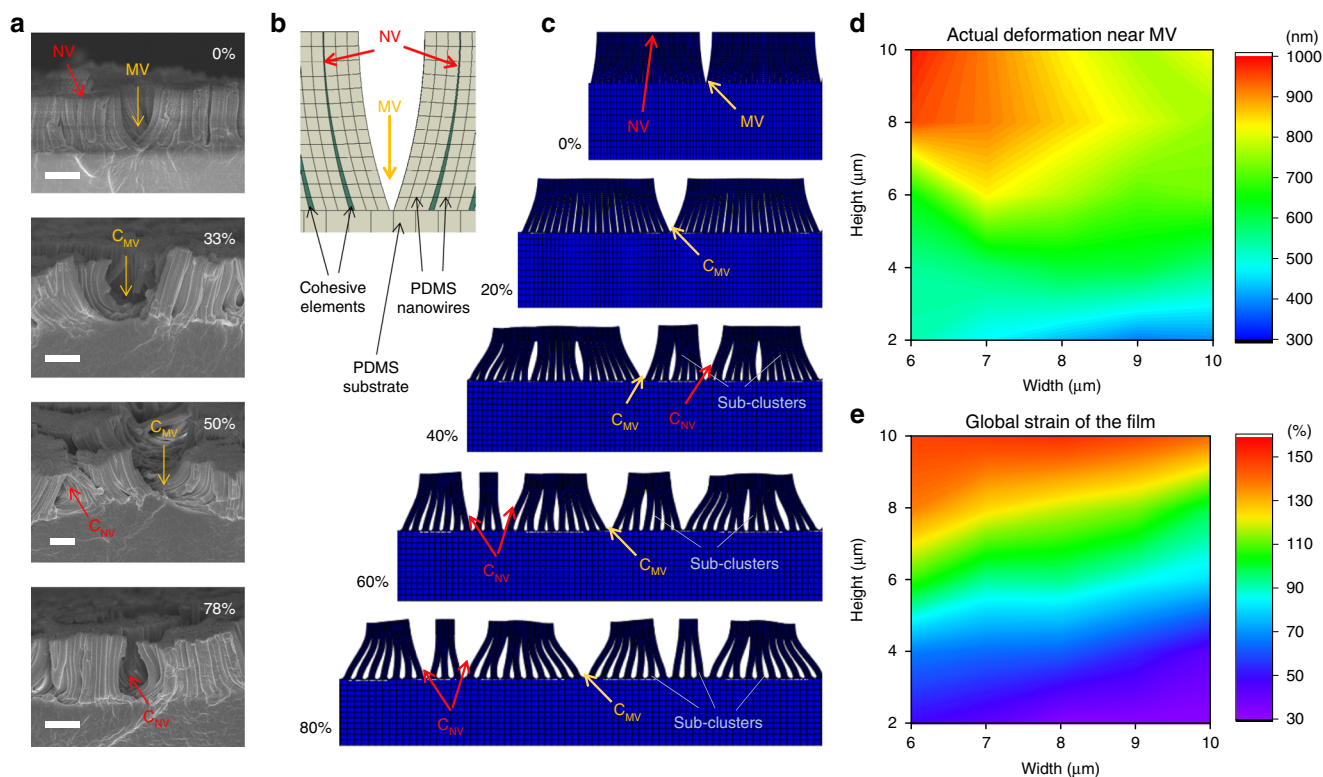 a
0%
NV
MV
33%
C_MV
50%
C_MV
C_NV
78%
C_NV
b
NV
MV
Cohesive
elements
PDMS
nanowires
PDMS
substrate
c
NV
MV
0%
C_MV
20%
Sub-clusters
C_MV
C_NV
40%
Sub-clusters
C_NV
C_MV
60%
Sub-clusters
C_NV
C_MV
80%
d
Actual deformation near MV
(nm)
Height (μm)
10
8
6
4
2
6
7
8
9
10
Width (μm)
1000
900
800
700
600
500
400
300
e
Global strain of the film
(%)
Height (μm)
10
8
6
4
2
6
7
8
9
10
Width (μm)
150
130
110
90
70
50
30